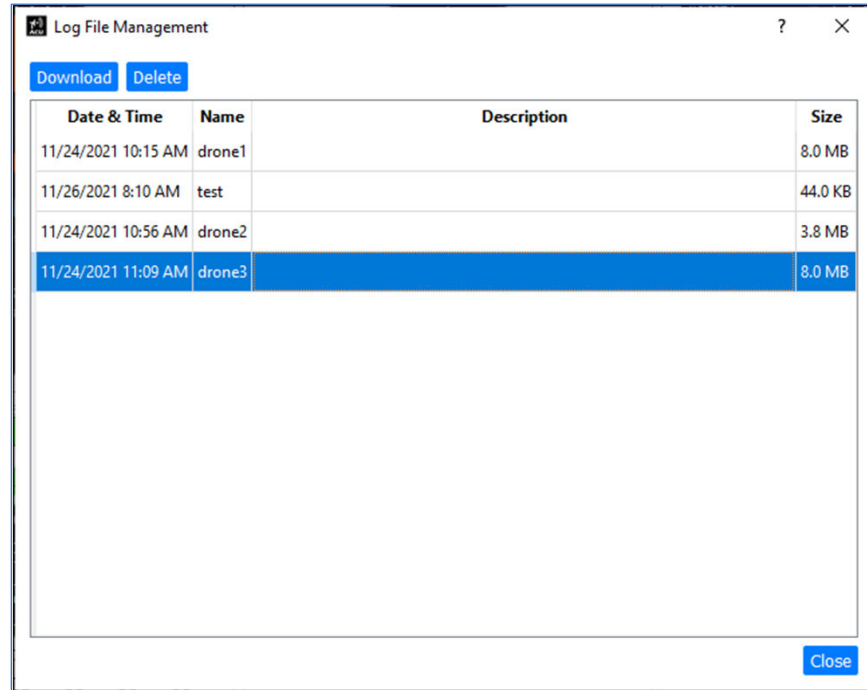 ACU Log File Management ? ×
Download Delete
Date & Time Name Description Size
11/24/2021 10:15 AM drone1 8.0 MB
11/26/2021 8:10 AM test 44.0 KB
11/24/2021 10:56 AM drone2 3.8 MB
11/24/2021 11:09 AM drone3 8.0 MB
Close